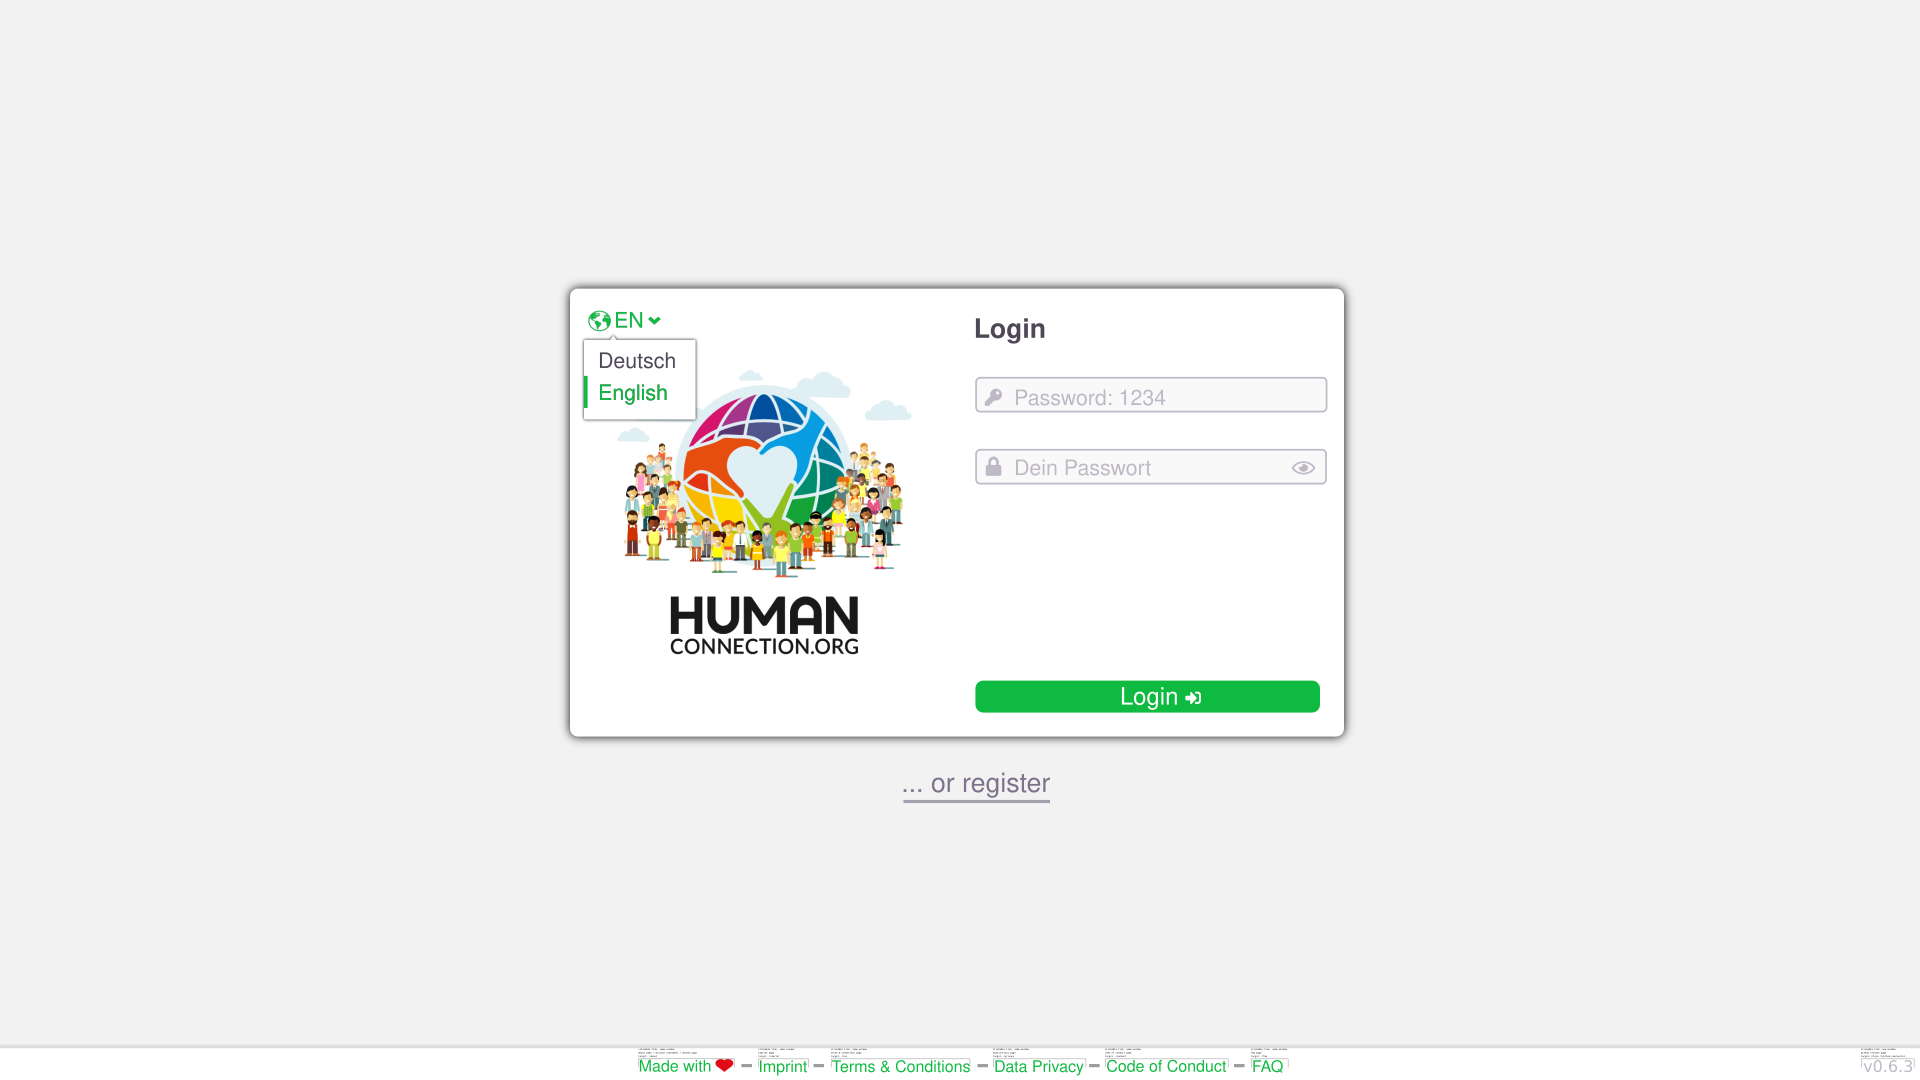 EN
Deutsch
English
HUMAN
CONNECTION.ORG
Login
Password: 1234
Dein Passwort
Login
... or register
Made with – Imprint – Terms & Conditions – Data Privacy – Code of Conduct – FAQ
v0.6.3